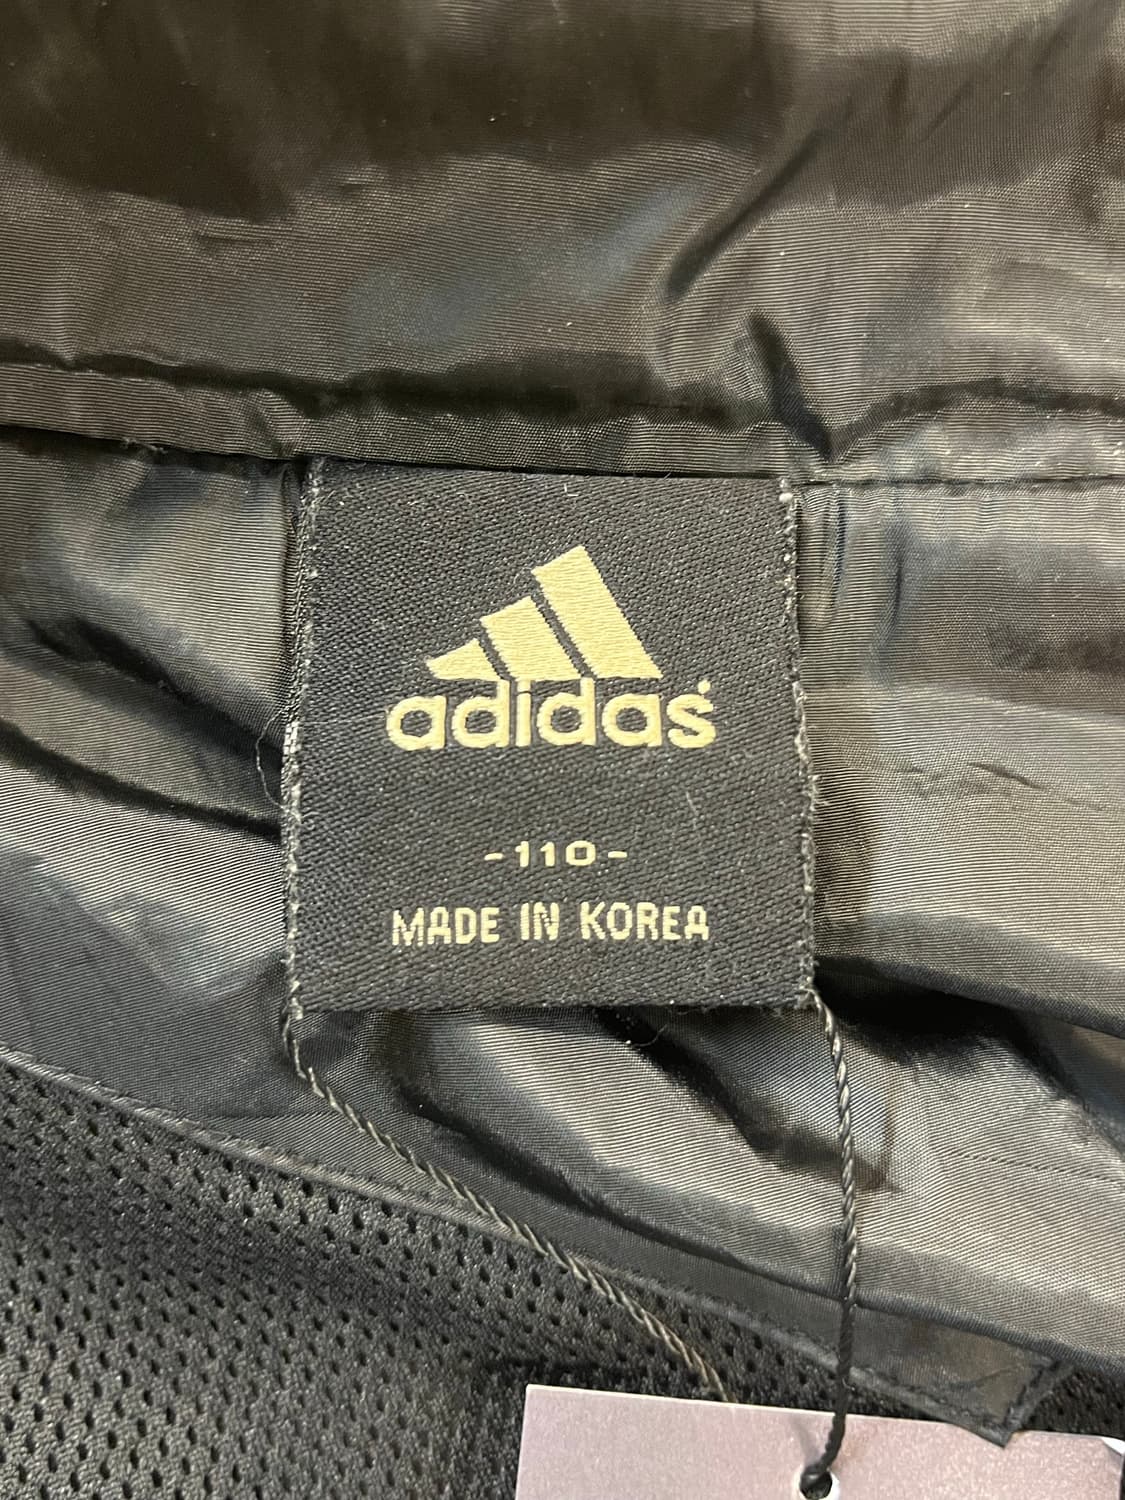 adidas
-110-
MADE IN KOREA